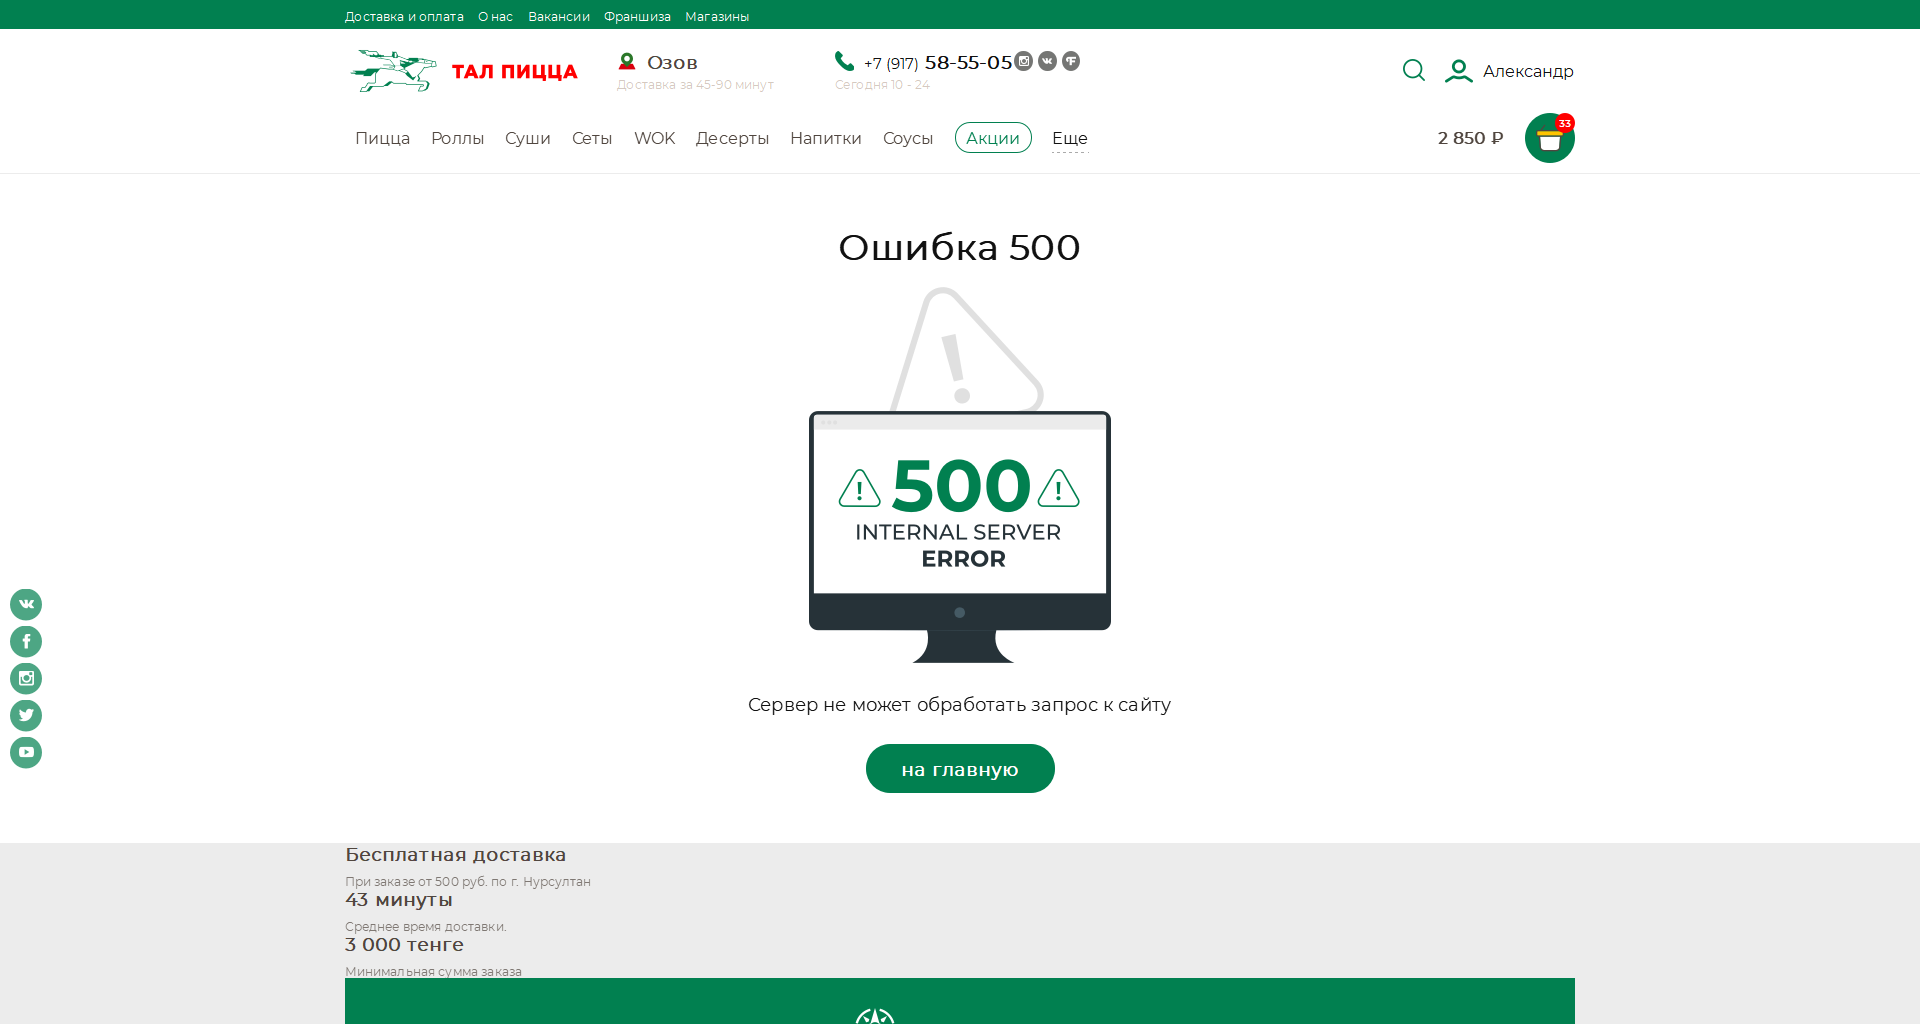 Доставка и оплата О нас Вакансии Франшиза Магазины
ТАЛ ПИЦЦА
Озов
Доставка за 45-90 минут
+7 (917) 58-55-05
Сегодня 10 - 24
Александр
Пицца Роллы Суши Сеты WOK Десерты Напитки Соусы Акции Еще
2 850 ₽
33
Ошибка 500
500
INTERNAL SERVER
ERROR
Сервер не может обработать запрос к сайту
на главную
Бесплатная доставка
При заказе от 500 руб. по г. Нурсултан
43 минуты
Среднее время доставки.
3 000 тенге
Минимальная сумма заказа